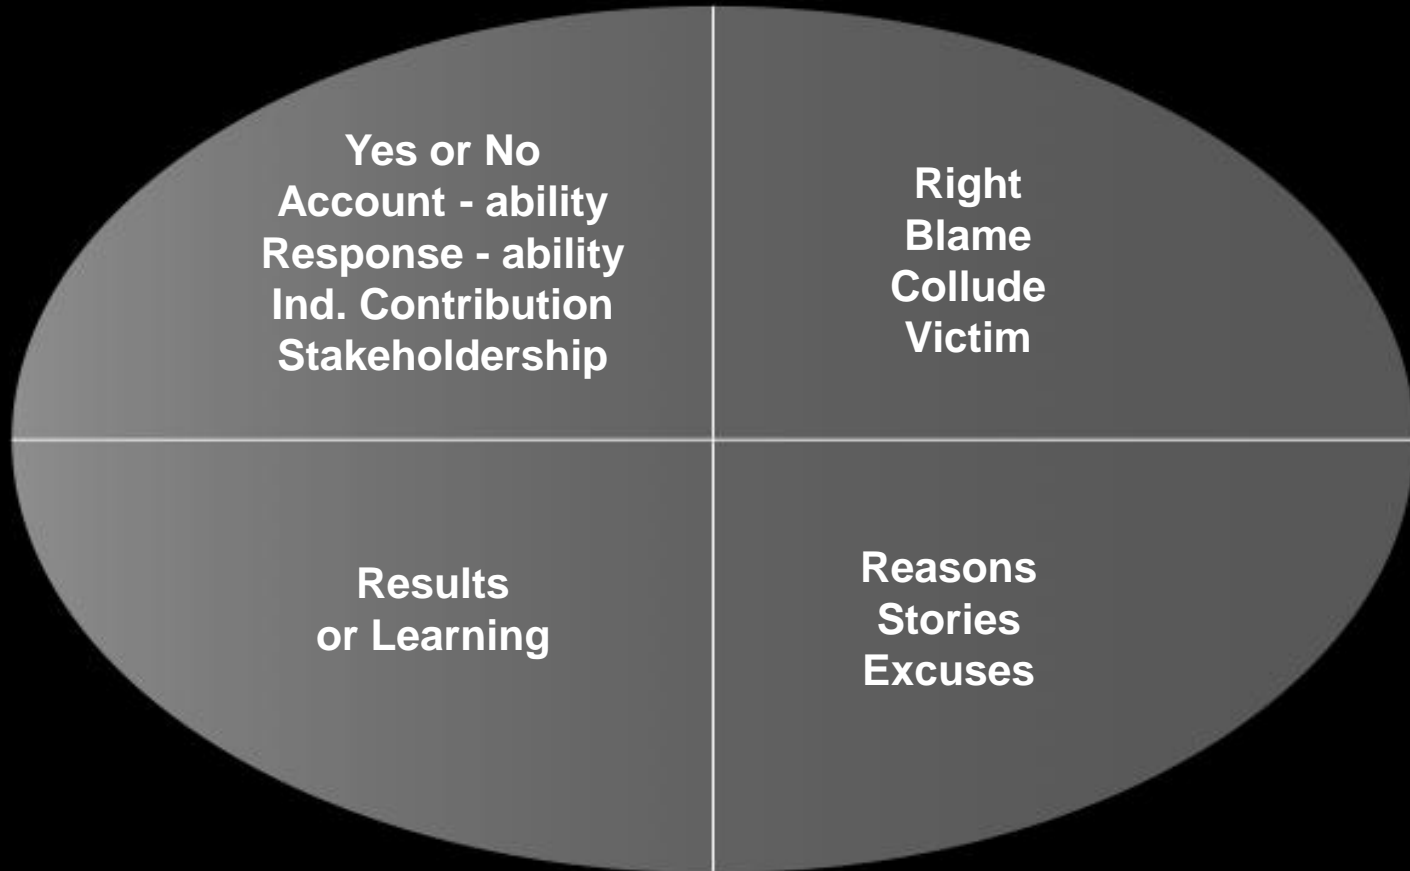 Yes or No
Account - ability
Response - ability
Ind. Contribution
Stakeholdership
Right
Blame
Collude
Victim
Results
or Learning
Reasons
Stories
Excuses